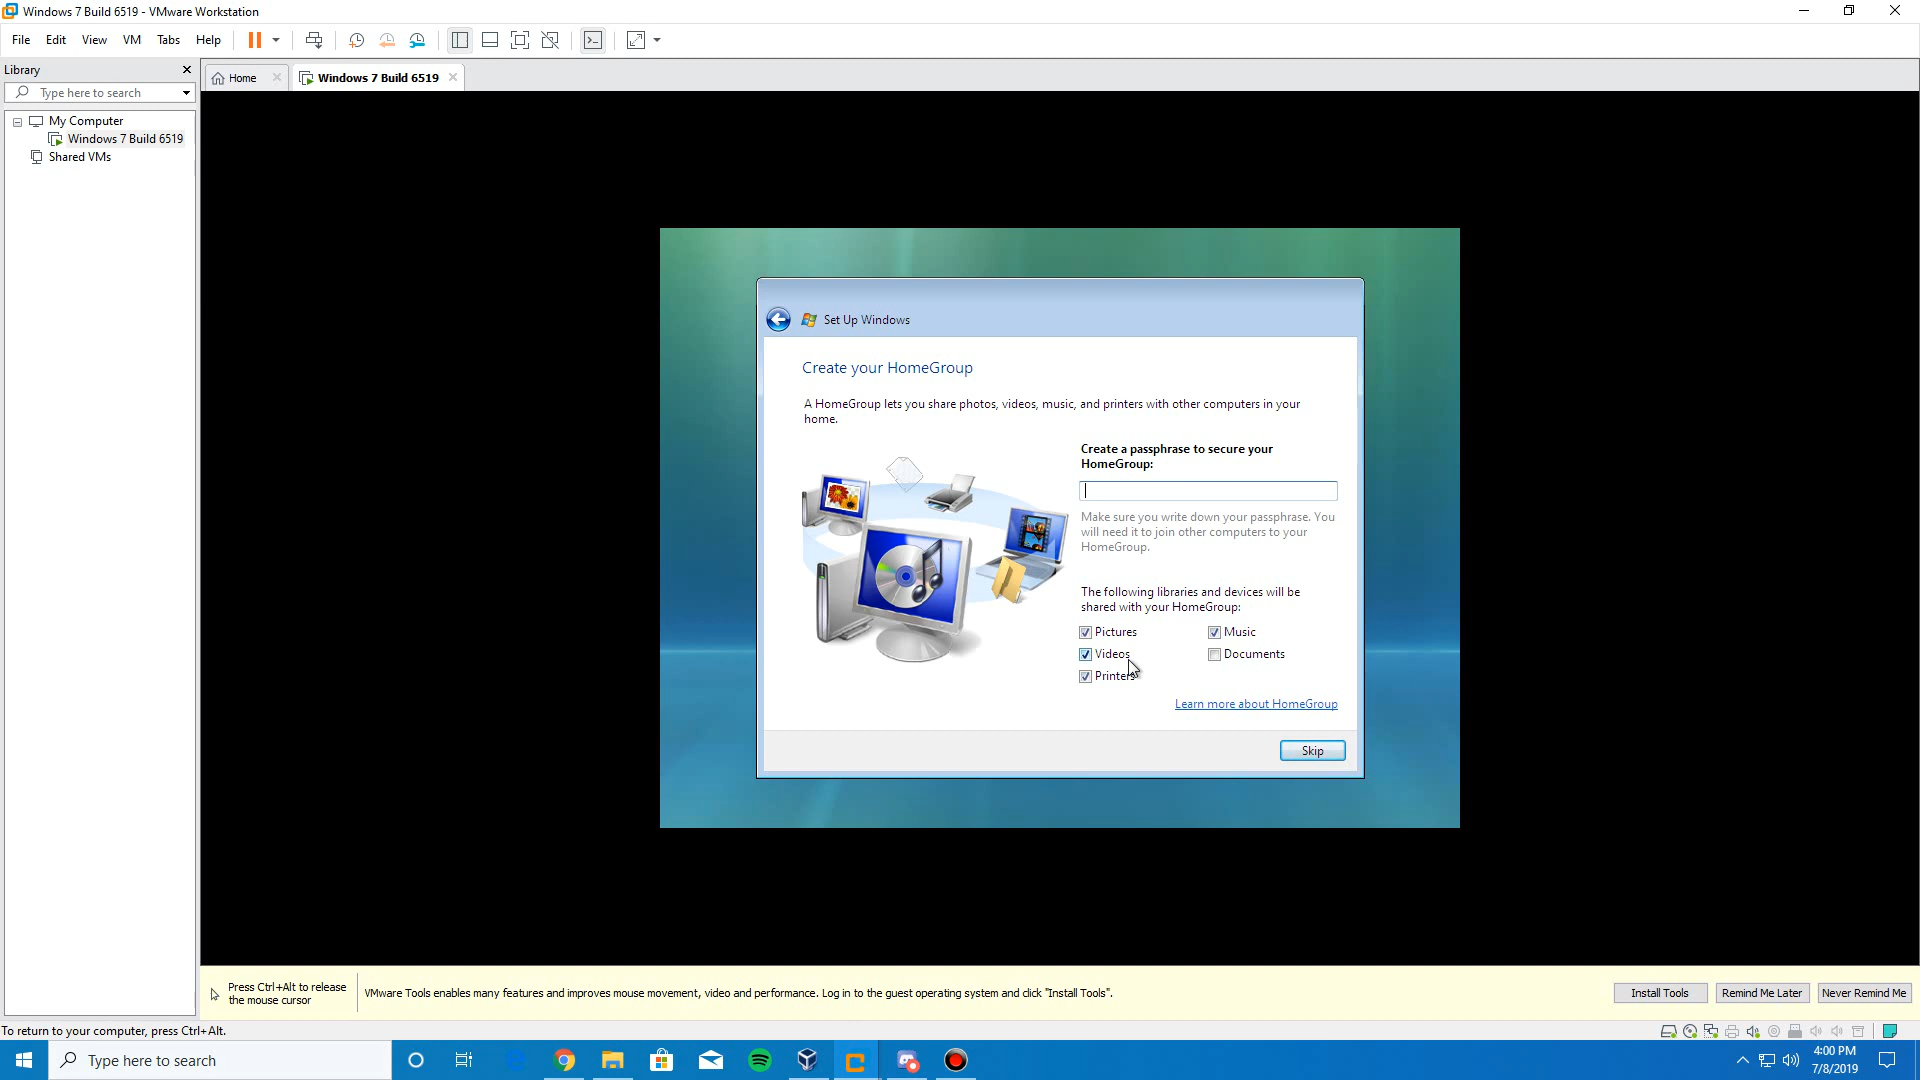 Windows 7 Build 6519 - VMware Workstation
File Edit View VM Tabs Help
Library
Type here to search
Home
Windows 7 Build 6519
My Computer
Windows 7 Build 6519
Shared VMs
Set Up Windows
Create your HomeGroup
A HomeGroup lets you share photos, videos, music, and printers with other computers in your
home.
Create a passphrase to secure your
HomeGroup:
Make sure you write down your passphrase. You
will need it to join other computers to your
HomeGroup.
The following libraries and devices will be
shared with your HomeGroup:
Pictures Music
Videos Documents
Printers
Learn more about HomeGroup
Skip
Press Ctrl+Alt to release
the mouse cursor
VMware Tools enables many features and improves mouse movement, video and performance. Log in to the guest operating system and click "Install Tools".
Install Tools Remind Me Later Never Remind Me
To return to your computer, press Ctrl+Alt.
Type here to search
4:00 PM
7/8/2019